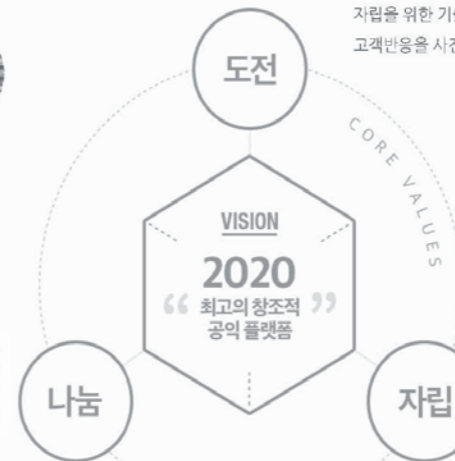 자립을 위한 기
고객반응을 사전
도전
CORE VALUES
VISION
2020
“ 최고의 창조적 ”
공익 플랫폼
나눔
자립